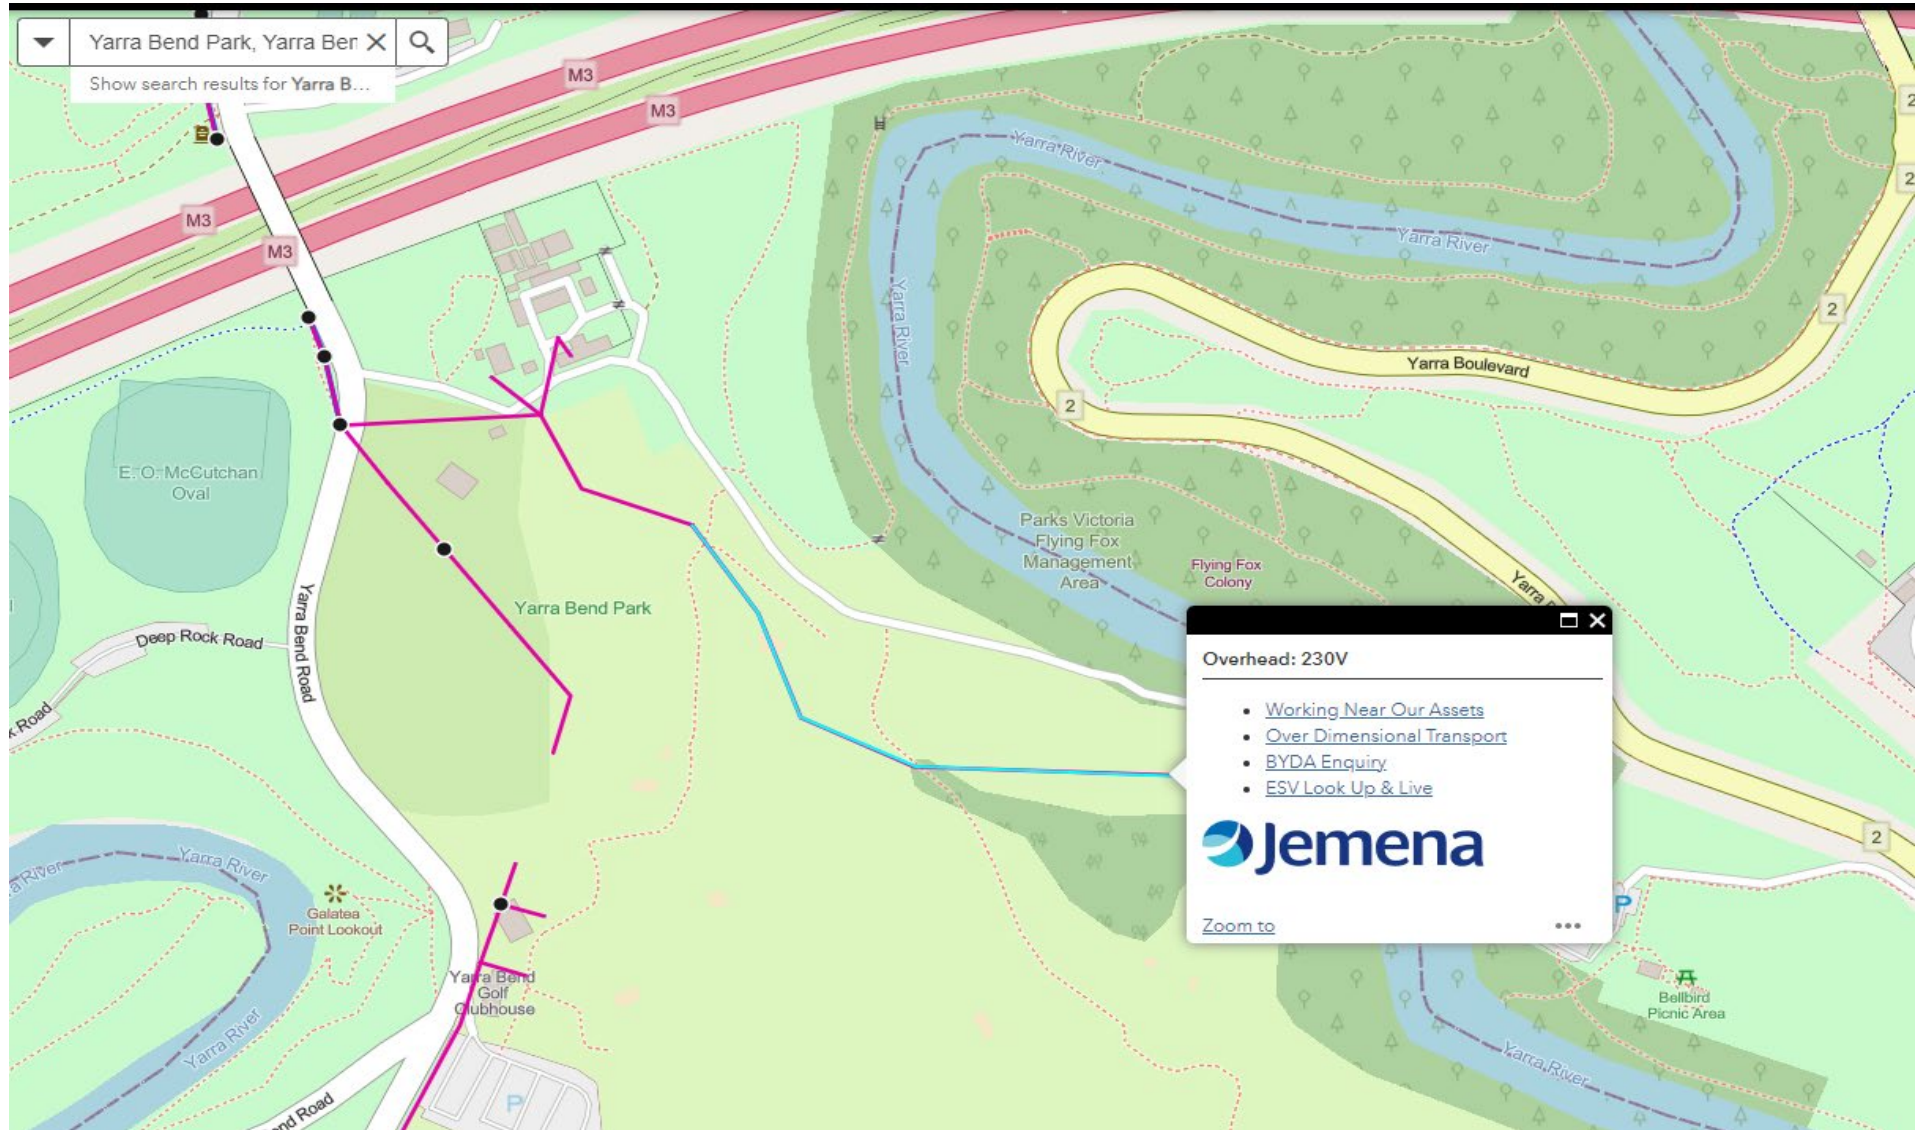 Yarra Bend Park, Yarra Ben
Show search results for Yarra B...
M3
M3
M3
M3
Yarra River
Yarra River
Yarra River
2
2
2
2
Yarra Boulevard
E. O. McCutchan
Oval
Parks Victoria
Flying Fox
Management
Area
Flying Fox
Colony
Yarra Bend Park
Deep Rock Road
Yarra Bend Road
Road
Overhead: 230V
Working Near Our Assets
Over Dimensional Transport
BYDA Enquiry
ESV Look Up & Live
Jemena
Zoom to
2
P
Yarra River
River
Galatea
Point Lookout
Yarra River
Yarra Bend
Golf
Clubhouse
P
Bellbird
Picnic Area
Yarra River
nd Road